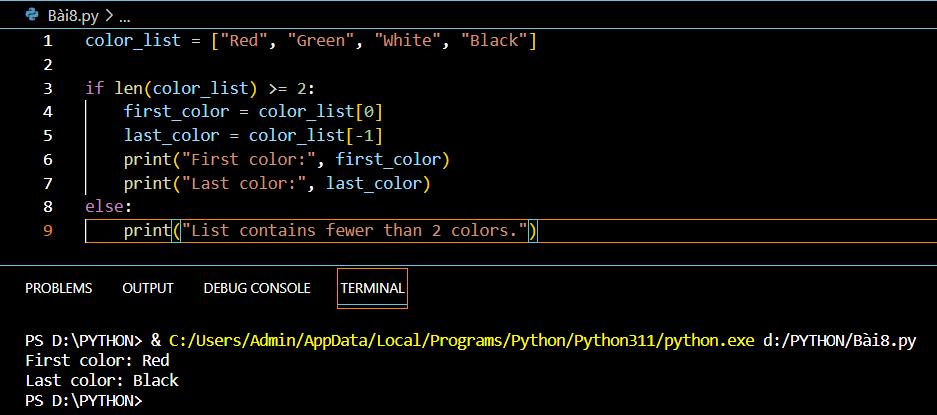 Bài8.py > ...
1 color_list = ["Red", "Green", "White", "Black"]
2
3 if len(color_list) >= 2:
4     first_color = color_list[0]
5     last_color = color_list[-1]
6     print("First color:", first_color)
7     print("Last color:", last_color)
8 else:
9     print("List contains fewer than 2 colors.")
PROBLEMS OUTPUT DEBUG CONSOLE TERMINAL
PS D:\PYTHON> & C:/Users/Admin/AppData/Local/Programs/Python/Python311/python.exe d:/PYTHON/Bài8.py
First color: Red
Last color: Black
PS D:\PYTHON>